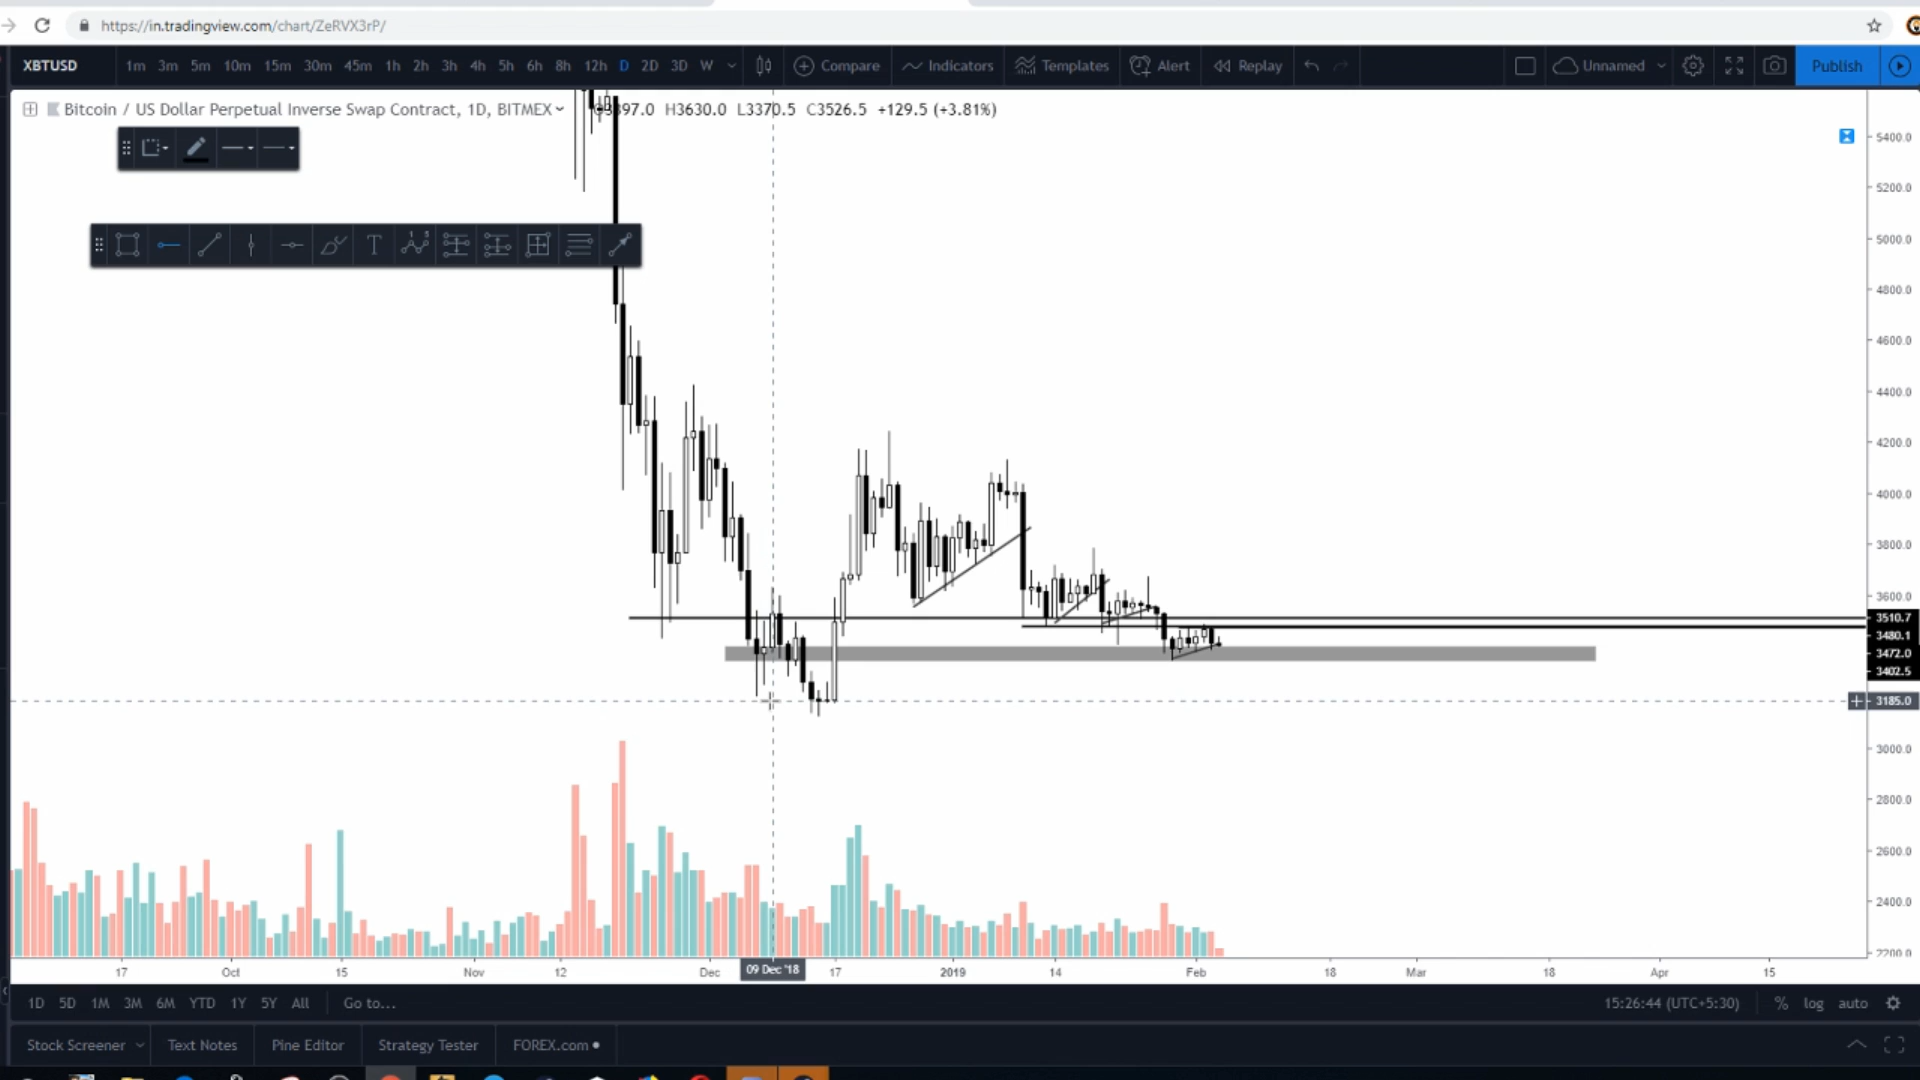 https://in.tradingview.com/chart/ZeRVX3rP/
XBTUSD 1m 3m 5m 10m 15m 30m 45m 1h 2h 3h 4h 5h 6h 8h 12h D 2D 3D W Compare Indicators Templates Alert Replay Unnamed Publish
Bitcoin / US Dollar Perpetual Inverse Swap Contract, 1D, BITMEX O3397.0 H3630.0 L3370.5 C3526.5 +129.5 (+3.81%)
T
5400.0
5200.0
5000.0
4800.0
4600.0
4400.0
4200.0
4000.0
3800.0
3600.0
3510.7
3480.1
3472.0
3402.5
3185.0
3000.0
2800.0
2600.0
2400.0
2200.0
17 Oct 15 Nov 12 Dec 09 Dec '18 17 2019 14 Feb 18 Mar 18 Apr 15
1D 5D 1M 3M 6M YTD 1Y 5Y All Go to... 15:26:44 (UTC+5:30) % log auto
Stock Screener Text Notes Pine Editor Strategy Tester FOREX.com